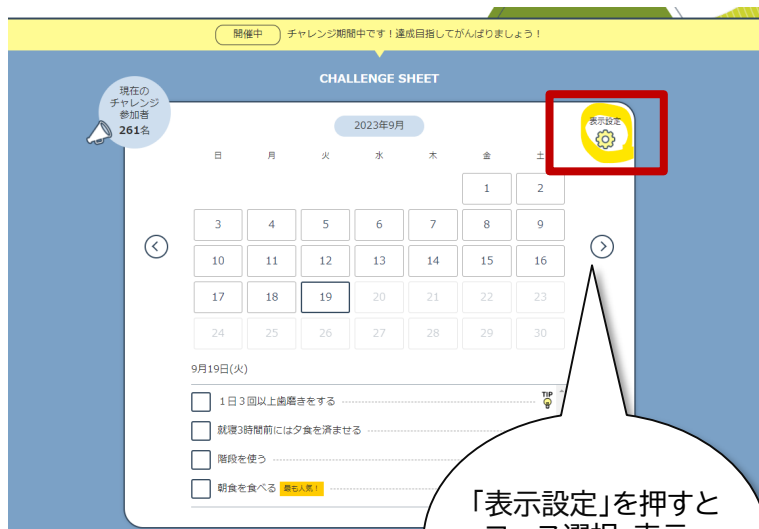 開催中 チャレンジ期間中です！達成目指してがんばりましょう！
CHALLENGE SHEET
現在の
チャレンジ
参加者
261名
2023年9月
表示設定
日 月 火 水 木 金 土
1 2
3 4 5 6 7 8 9
10 11 12 13 14 15 16
17 18 19 20 21 22 23
24 25 26 27 28 29 30
9月19日(火)
1日3回以上歯磨きをする TIP
就寝3時間前には夕食を済ませる
階段を使う
朝食を食べる 最も人気！
「表示設定」を押すと